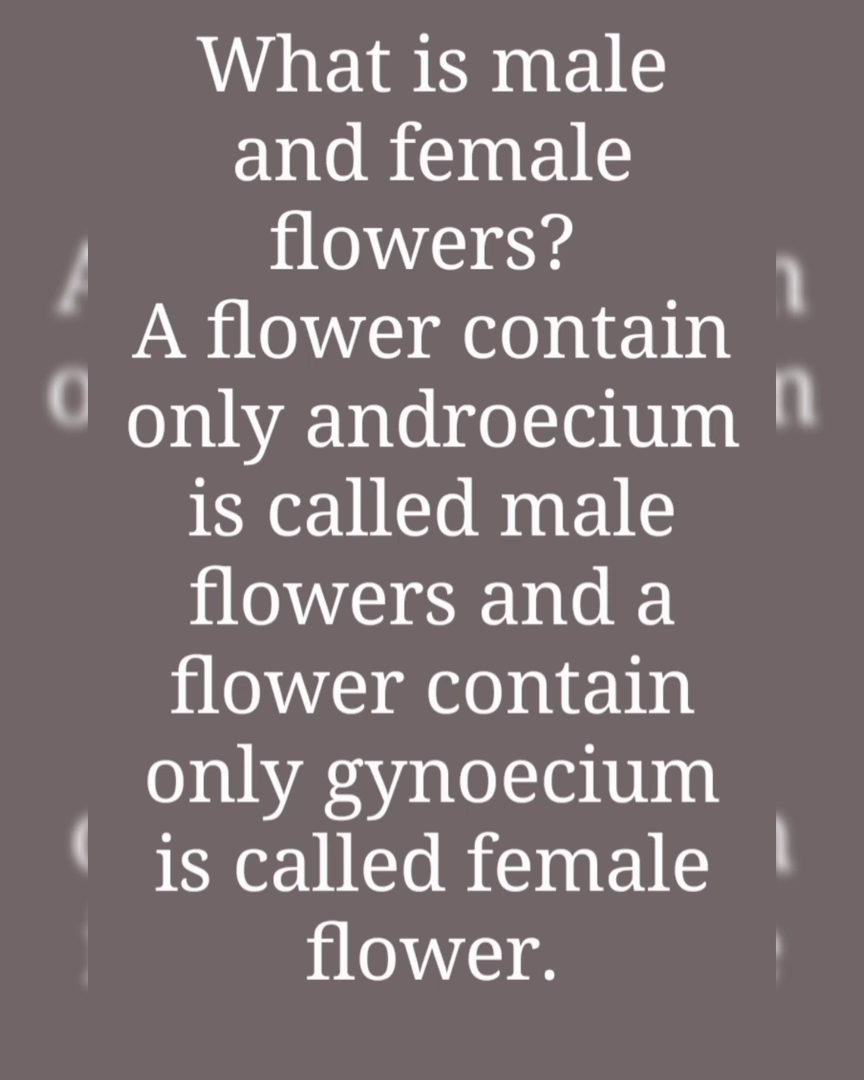 What is male
and female
flowers?
A flower contain
only androecium
is called male
flowers and a
flower contain
only gynoecium
is called female
flower.